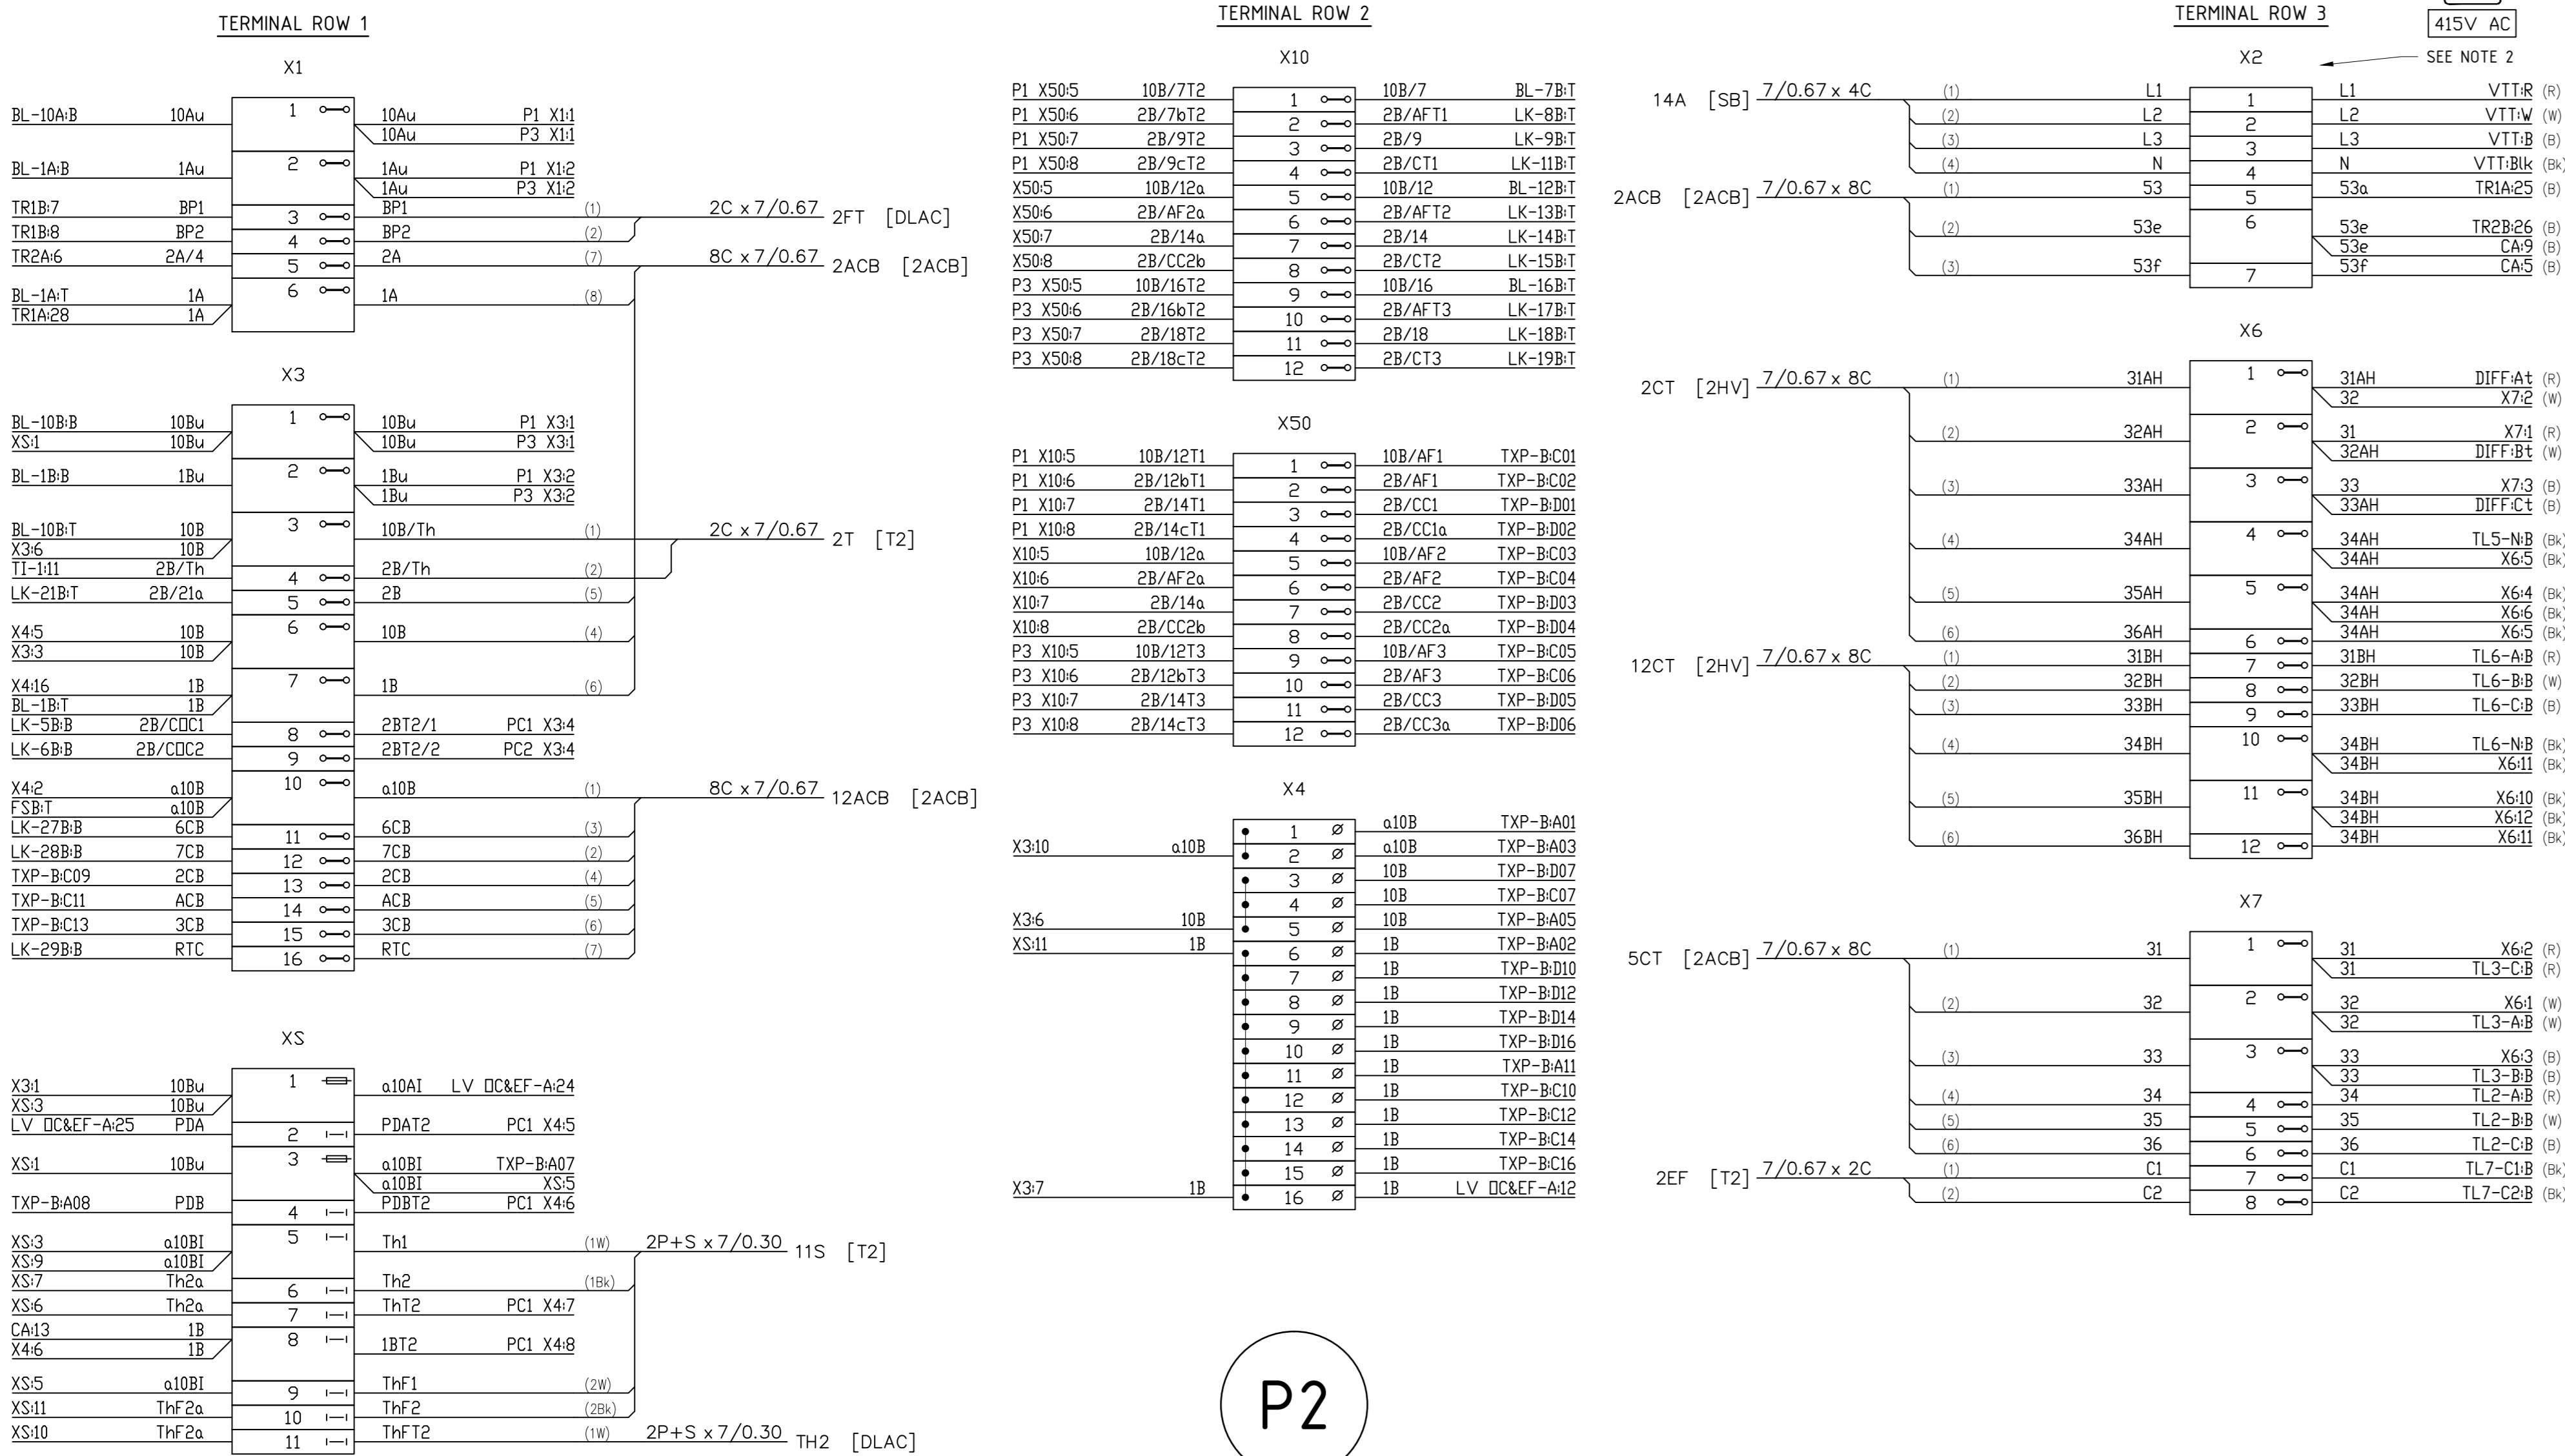 TERMINAL ROW 1
X1
BL-10A:B 10Au 1 10Au P1 X1:1
10Au P3 X1:1
BL-1A:B 1Au 2 1Au P1 X1:2
1Au P3 X1:2
TR1B:7 BP1 3 BP1 (1) 2C x 7/0.67 2FT [DLAC]
TR1B:8 BP2 4 BP2 (2)
TR2A:6 2A/4 5 2A (7) 8C x 7/0.67 2ACB [2ACB]
BL-1A:T 1A 6 1A (8)
TR1A:28 1A
X3
BL-10B:B 10Bu 1 10Bu P1 X3:1
XS:1 10Bu 10Bu P3 X3:1
BL-1B:B 1Bu 2 1Bu P1 X3:2
1Bu P3 X3:2
BL-10B:T 10B 3 10B/Th (1) 2C x 7/0.67 2T [T2]
X3:6 10B
TI-1:11 2B/Th 4 2B/Th (2)
LK-21B:T 2B/21a 5 2B (5)
X4:5 10B 6 10B (4)
X3:3 10B
X4:16 1B 7 1B (6)
BL-1B:T 1B
LK-5B:B 2B/COC1 8 2BT2/1 PC1 X3:4
LK-6B:B 2B/COC2 9 2BT2/2 PC2 X3:4
X4:2 a10B 10 a10B (1) 8C x 7/0.67 12ACB [2ACB]
FSB:T a10B
LK-27B:B 6CB 11 6CB (3)
LK-28B:B 7CB 12 7CB (2)
TXP-B:C09 2CB 13 2CB (4)
TXP-B:C11 ACB 14 ACB (5)
TXP-B:C13 3CB 15 3CB (6)
LK-29B:B RTC 16 RTC (7)
XS
X3:1 10Bu 1 a10AI LV OC&EF-A:24
XS:3 10Bu
LV OC&EF-A:25 PDA 2 PDAT2 PC1 X4:5
XS:1 10Bu 3 a10BI TXP-B:A07
a10BI XS:5
TXP-B:A08 PDB 4 PDBT2 PC1 X4:6
XS:3 a10BI 5 Th1 (1W) 2P+S x 7/0.30 11S [T2]
XS:9 a10BI
XS:7 Th2a 6 Th2 (1Bk)
XS:6 Th2a 7 ThT2 PC1 X4:7
CA:13 1B 8 1BT2 PC1 X4:8
X4:6 1B
XS:5 a10BI 9 ThF1 (2W)
XS:11 ThF2a 10 ThF2 (2Bk)
XS:10 ThF2a 11 ThFT2 (1W) 2P+S x 7/0.30 TH2 [DLAC]
TERMINAL ROW 2
X10
P1 X50:5 10B/7T2 1 10B/7 BL-7B:T
P1 X50:6 2B/7bT2 2 2B/AFT1 LK-8B:T
P1 X50:7 2B/9T2 3 2B/9 LK-9B:T
P1 X50:8 2B/9cT2 4 2B/CT1 LK-11B:T
X50:5 10B/12a 5 10B/12 BL-12B:T
X50:6 2B/AF2a 6 2B/AFT2 LK-13B:T
X50:7 2B/14a 7 2B/14 LK-14B:T
X50:8 2B/CC2b 8 2B/CT2 LK-15B:T
P3 X50:5 10B/16T2 9 10B/16 BL-16B:T
P3 X50:6 2B/16bT2 10 2B/AFT3 LK-17B:T
P3 X50:7 2B/18T2 11 2B/18 LK-18B:T
P3 X50:8 2B/18cT2 12 2B/CT3 LK-19B:T
X50
P1 X10:5 10B/12T1 1 10B/AF1 TXP-B:C01
P1 X10:6 2B/12bT1 2 2B/AF1 TXP-B:C02
P1 X10:7 2B/14T1 3 2B/CC1 TXP-B:D01
P1 X10:8 2B/14cT1 4 2B/CC1a TXP-B:D02
X10:5 10B/12a 5 10B/AF2 TXP-B:C03
X10:6 2B/AF2a 6 2B/AF2 TXP-B:C04
X10:7 2B/14a 7 2B/CC2 TXP-B:D03
X10:8 2B/CC2b 8 2B/CC2a TXP-B:D04
P3 X10:5 10B/12T3 9 10B/AF3 TXP-B:C05
P3 X10:6 2B/12bT3 10 2B/AF3 TXP-B:C06
P3 X10:7 2B/14T3 11 2B/CC3 TXP-B:D05
P3 X10:8 2B/14cT3 12 2B/CC3a TXP-B:D06
X4
1 a10B TXP-B:A01
X3:10 a10B 2 a10B TXP-B:A03
3 10B TXP-B:D07
4 10B TXP-B:C07
X3:6 10B 5 10B TXP-B:A05
XS:11 1B 6 1B TXP-B:A02
7 1B TXP-B:D10
8 1B TXP-B:D12
9 1B TXP-B:D14
10 1B TXP-B:D16
11 1B TXP-B:A11
12 1B TXP-B:C10
13 1B TXP-B:C12
14 1B TXP-B:C14
15 1B TXP-B:C16
X3:7 1B 16 1B LV OC&EF-A:12
P2
TERMINAL ROW 3
415V AC
X2
SEE NOTE 2
14A [SB] 7/0.67 x 4C (1) L1 1 L1 VTT:R (R)
(2) L2 2 L2 VTT:W (W)
(3) L3 3 L3 VTT:B (B)
(4) N 4 N VTT:Blk (Bk)
2ACB [2ACB] 7/0.67 x 8C (1) 53 5 53a TR1A:25 (B)
(2) 53e 6 53e TR2B:26 (B)
53e CA:9 (B)
(3) 53f 7 53f CA:5 (B)
X6
2CT [2HV] 7/0.67 x 8C (1) 31AH 1 31AH DIFF:At (R)
32 X7:2 (W)
(2) 32AH 2 31 X7:1 (R)
32AH DIFF:Bt (W)
(3) 33AH 3 33 X7:3 (B)
33AH DIFF:Ct (B)
(4) 34AH 4 34AH TL5-N:B (Bk)
34AH X6:5 (Bk)
(5) 35AH 5 34AH X6:4 (Bk)
34AH X6:6 (Bk)
(6) 36AH 6 34AH X6:5 (Bk)
12CT [2HV] 7/0.67 x 8C (1) 31BH 7 31BH TL6-A:B (R)
(2) 32BH 8 32BH TL6-B:B (W)
(3) 33BH 9 33BH TL6-C:B (B)
(4) 34BH 10 34BH TL6-N:B (Bk)
34BH X6:11 (Bk)
(5) 35BH 11 34BH X6:10 (Bk)
34BH X6:12 (Bk)
(6) 36BH 12 34BH X6:11 (Bk)
X7
5CT [2ACB] 7/0.67 x 8C (1) 31 1 31 X6:2 (R)
31 TL3-C:B (R)
(2) 32 2 32 X6:1 (W)
32 TL3-A:B (W)
(3) 33 3 33 X6:3 (B)
33 TL3-B:B (B)
(4) 34 4 34 TL2-A:B (R)
(5) 35 5 35 TL2-B:B (W)
(6) 36 6 36 TL2-C:B (B)
2EF [T2] 7/0.67 x 2C (1) C1 7 C1 TL7-C1:B (Bk)
(2) C2 8 C2 TL7-C2:B (Bk)